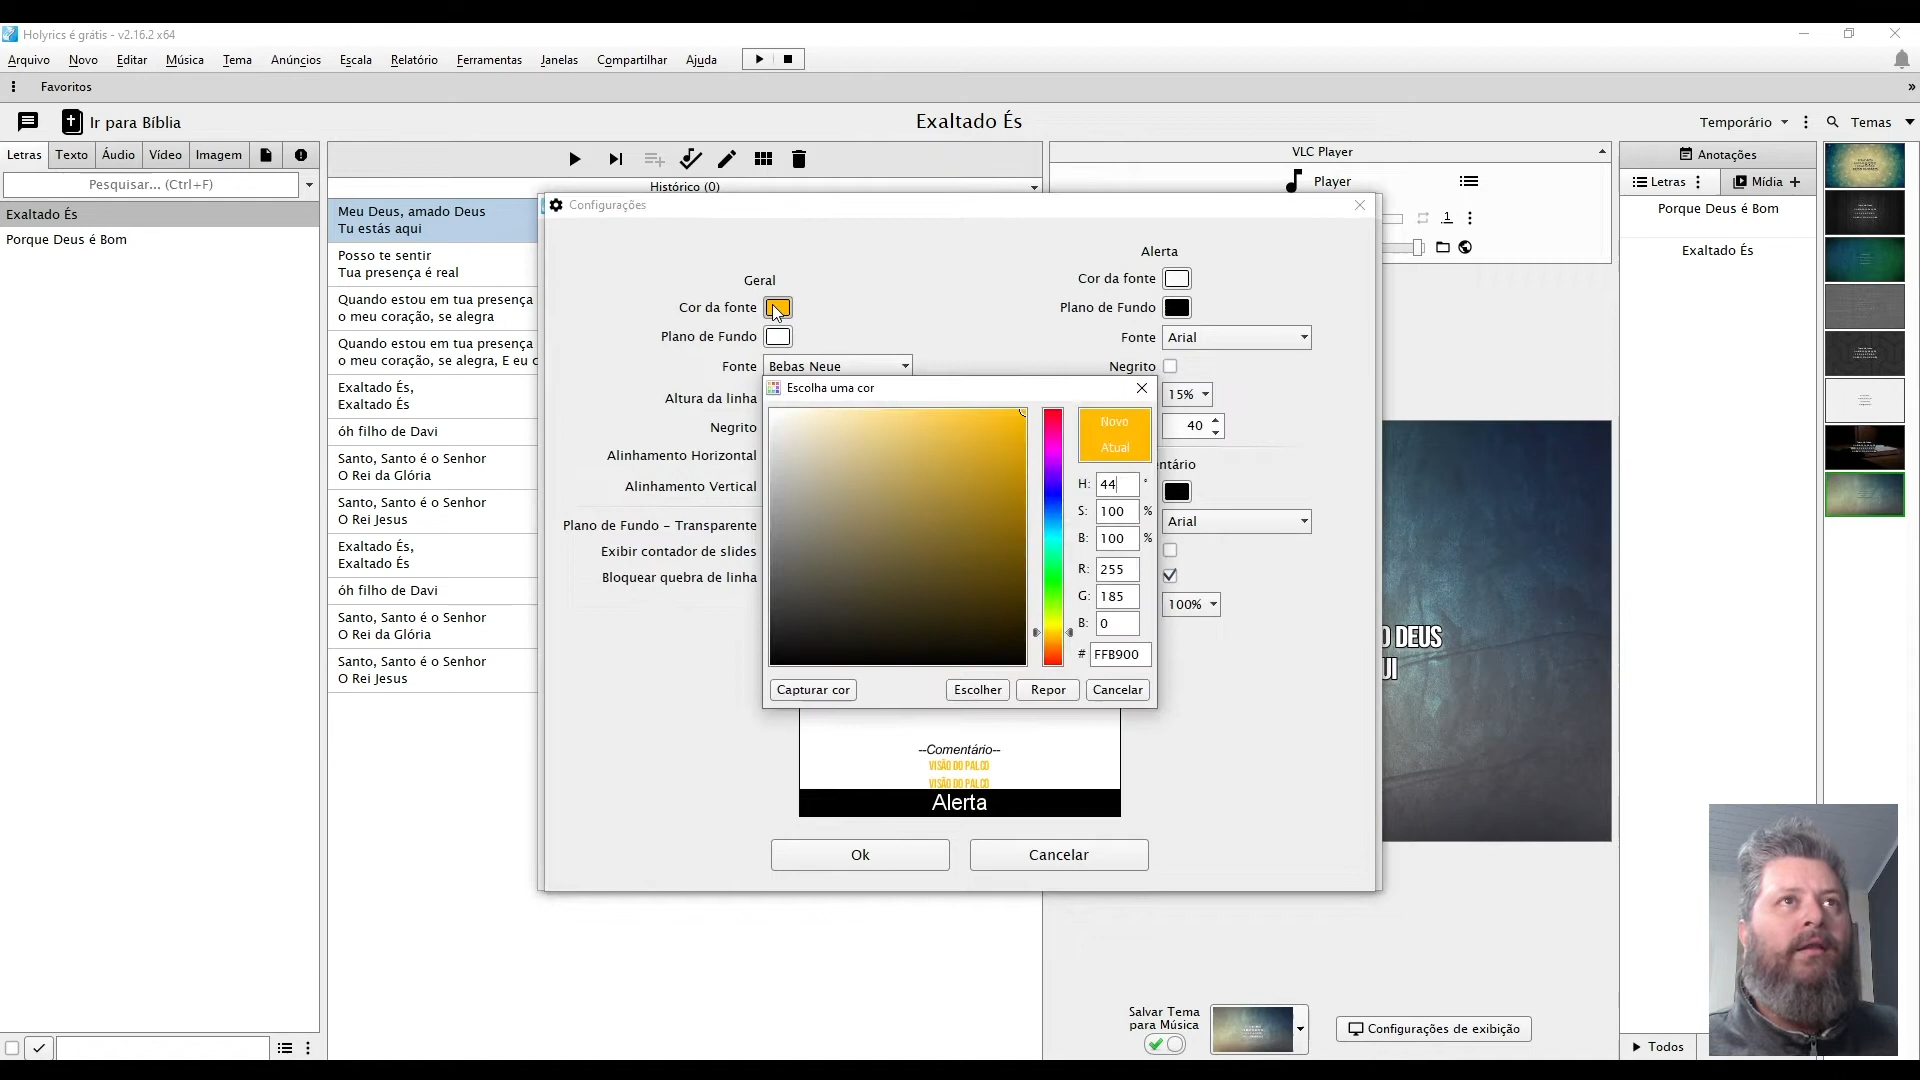 Holyrics é grátis - v2.16.2 x64
Arquivo Novo Editar Música Tema Anúncios Escala Relatório Ferramentas Janelas Compartilhar Ajuda
Favoritos »
Ir para Bíblia
Exaltado És
Temporário Temas
Letras Texto Áudio Vídeo Imagem
Pesquisar... (Ctrl+F)
Exaltado És
Porque Deus é Bom
Histórico (0)
Meu Deus, amado Deus
Tu estás aqui
Posso te sentir
Tua presença é real
Quando estou em tua presença
o meu coração, se alegra
Quando estou em tua presença
o meu coração, se alegra, E eu c
Exaltado És,
Exaltado És
óh filho de Davi
Santo, Santo é o Senhor
O Rei da Glória
Santo, Santo é o Senhor
O Rei Jesus
Exaltado És,
Exaltado És
óh filho de Davi
Santo, Santo é o Senhor
O Rei da Glória
Santo, Santo é o Senhor
O Rei Jesus
VLC Player
Player
.1
Anotações
Letras Mídia +
Porque Deus é Bom
Exaltado És
Configurações
Geral
Cor da fonte
Plano de Fundo
Fonte Bebas Neue
Altura da linha
Negrito
Alinhamento Horizontal
Alinhamento Vertical
Plano de Fundo - Transparente
Exibir contador de slides
Bloquear quebra de linha
Alerta
Cor da fonte
Plano de Fundo
Fonte Arial
Negrito
15%
40
entário
Arial
100%
Escolha uma cor
Novo
Atual
H: 44 °
S: 100 %
B: 100 %
R: 255
G: 185
B: 0
# FFB900
Capturar cor Escolher Repor Cancelar
--Comentário--
VISÃO DO PALCO
VISÃO DO PALCO
Alerta
Ok Cancelar
O DEUS
UI
Salvar Tema
para Música
Configurações de exibição
Todos